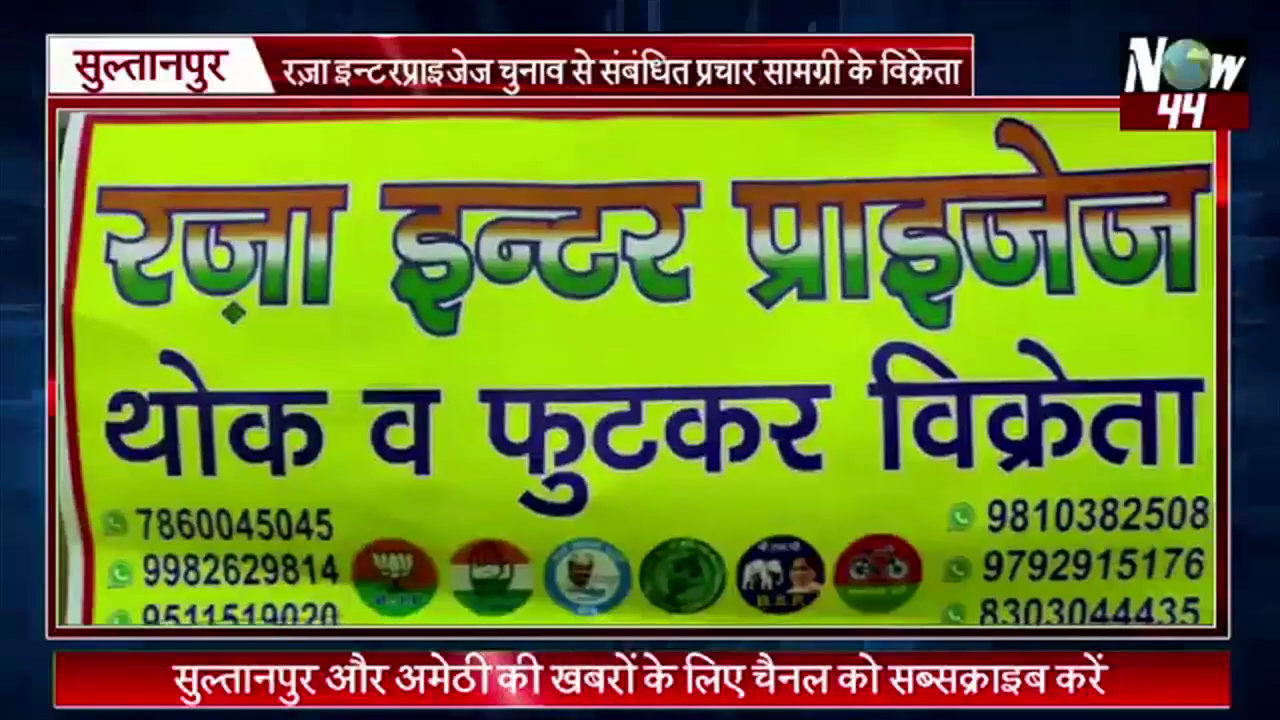 सुल्तानपुर
रज़ा इन्टरप्राइजेज चुनाव से संबंधित प्रचार सामग्री के विक्रेता
NOW
44
रज़ा इन्टर प्राइजेज
थोक व फुटकर विक्रेता
7860045045
9982629814
9511519020
B.S.P.
9810382508
9792915176
8303044435
सुल्तानपुर और अमेठी की खबरों के लिए चैनल को सब्सक्राइब करें